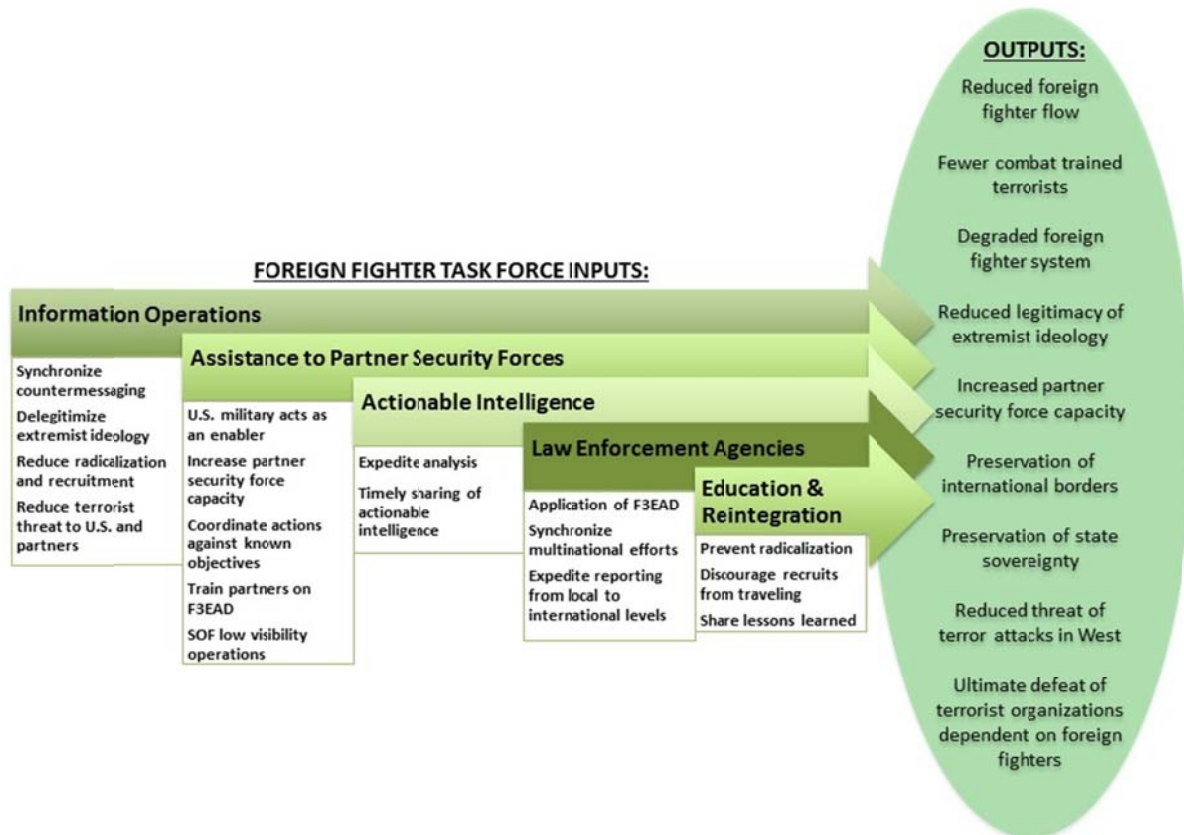 FOREIGN FIGHTER TASK FORCE INPUTS:
Information Operations
Synchronize
countermessaging
Delegitimize
extremist ideology
Reduce radicalization
and recruitment
Reduce terrorist
threat to U.S. and
partners
Assistance to Partner Security Forces
U.S. military acts as
an enabler
Increase partner
security force
capacity
Coordinate actions
against known
objectives
Train partners on
F3EAD
SOF low visibility
operations
Actionable Intelligence
Expedite analysis
Timely sharing of
actionable
intelligence
Law Enforcement Agencies
Application of F3EAD
Synchronize
multinational efforts
Expedite reporting
from local to
international levels
Education &
Reintegration
Prevent radicalization
Discourage recruits
from traveling
Share lessons learned
OUTPUTS:
Reduced foreign
fighter flow
Fewer combat trained
terrorists
Degraded foreign
fighter system
Reduced legitimacy of
extremist ideology
Increased partner
security force capacity
Preservation of
international borders
Preservation of state
sovereignty
Reduced threat of
terror attacks in West
Ultimate defeat of
terrorist organizations
dependent on foreign
fighters